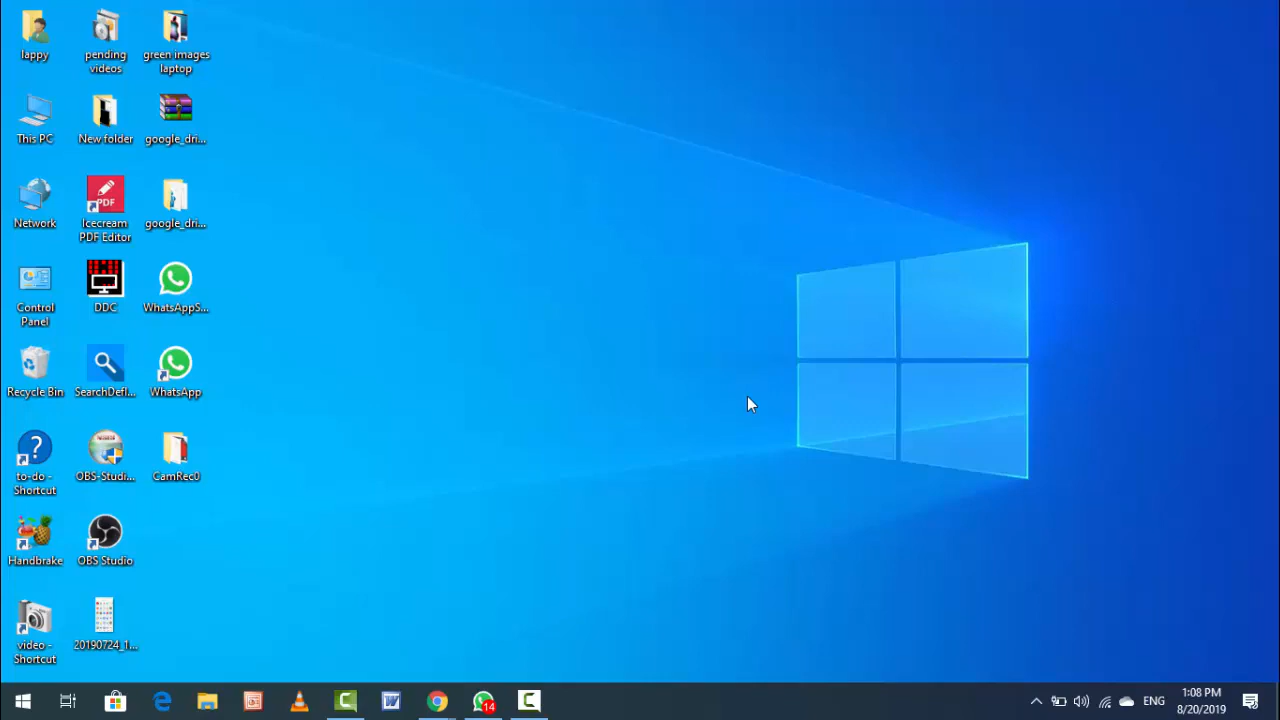 lappy
pending
videos
green images
laptop
This PC
New folder
google_dri...
Network
PDF
Icecream
PDF Editor
google_dri...
Control
Panel
DDC
WhatsAppS...
Recycle Bin
SearchDefl...
WhatsApp
to-do -
Shortcut
OBS-Studi...
CamRec0
Handbrake
OBS Studio
video -
Shortcut
20190724_1...
14
ENG
1:08 PM
8/20/2019